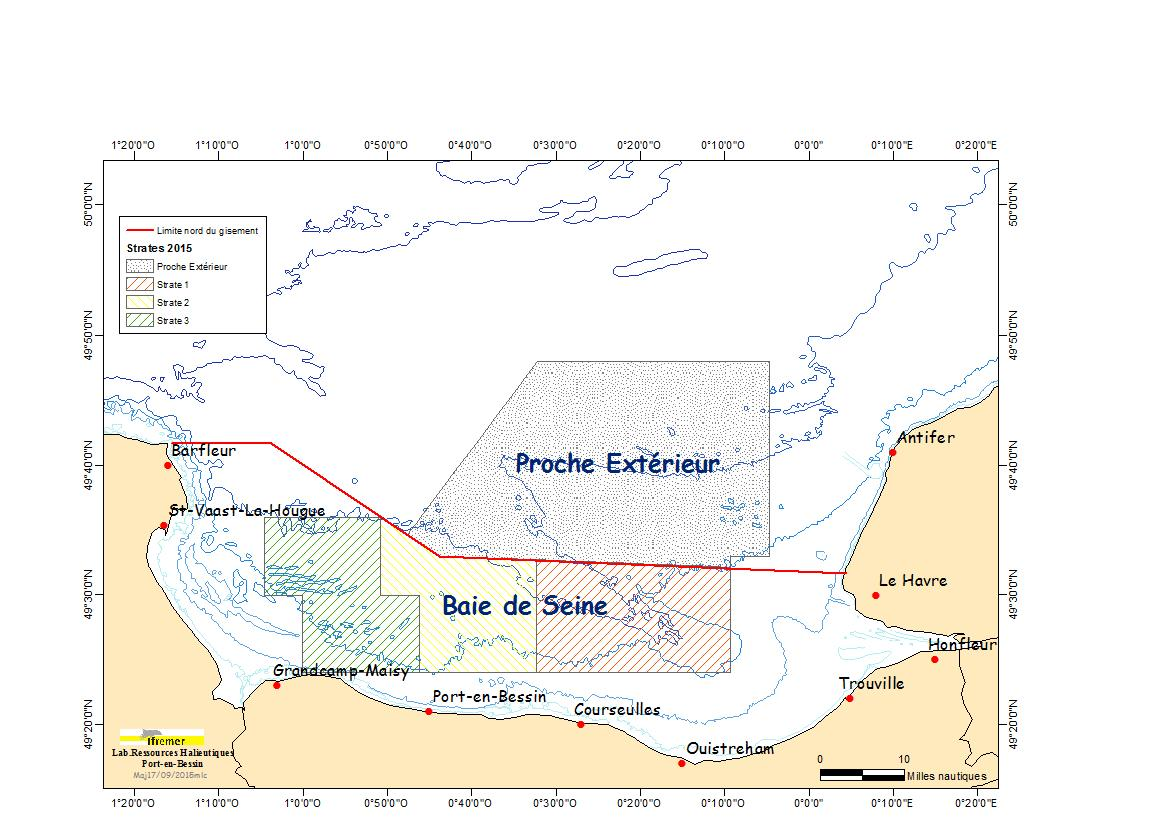 1°20'0"O 1°10'0"O 1°0'0"O 0°50'0"O 0°40'0"O 0°30'0"O 0°20'0"O 0°10'0"O 0°0'0"E 0°10'0"E 0°20'0"E
50°0'0"N 50°0'0"N
Limite nord du gisement
Strates 2015
Proche Extérieur
Strate 1
Strate 2
Strate 3
49°50'0"N 49°50'0"N
Antifer
Barfleur
49°40'0"N 49°40'0"N
Proche Extérieur
St-Vaast-La-Hougue
Le Havre
49°30'0"N 49°30'0"N
Baie de Seine
Honfleur
Grandcamp-Maisy
Trouville
Port-en-Bessin
Courseulles
49°20'0"N 49°20'0"N
Ifremer
Lab.Ressources Halieutiques
Port-en-Bessin
Maj17/09/2015mlc
Ouistreham
0 10
Milles nautiques
1°20'0"O 1°10'0"O 1°0'0"O 0°50'0"O 0°40'0"O 0°30'0"O 0°20'0"O 0°10'0"O 0°0'0"E 0°10'0"E 0°20'0"E